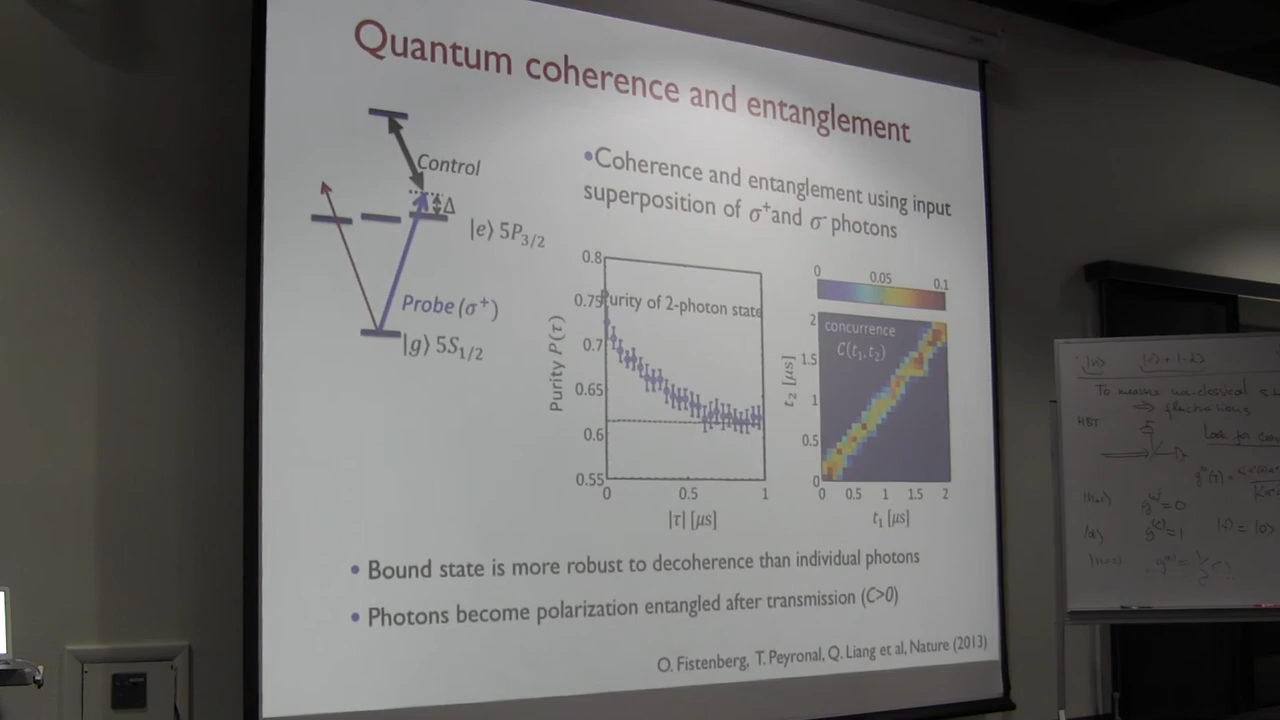 Quantum coherence and entanglement
Control
Δ
|e⟩ 5P3/2
Probe (σ+)
|g⟩ 5S1/2
•Coherence and entanglement using input
superposition of σ+and σ- photons
0.8
0.75
0.7
0.65
0.6
0.55
Purity P(τ)
Purity of 2-photon state
0 0.5 1
|τ| [μs]
0 0.05 0.1
concurrence
C(t1,t2)
2
1.5
1
0.5
0
t2 [μs]
0 0.5 1 1.5 2
t1 [μs]
• Bound state is more robust to decoherence than individual photons
• Photons become polarization entangled after transmission (C>0)
O. Fistenberg, T. Peyronal, Q. Liang et al, Nature (2013)
To measure
⇒ fluctuations
HBT
Look for